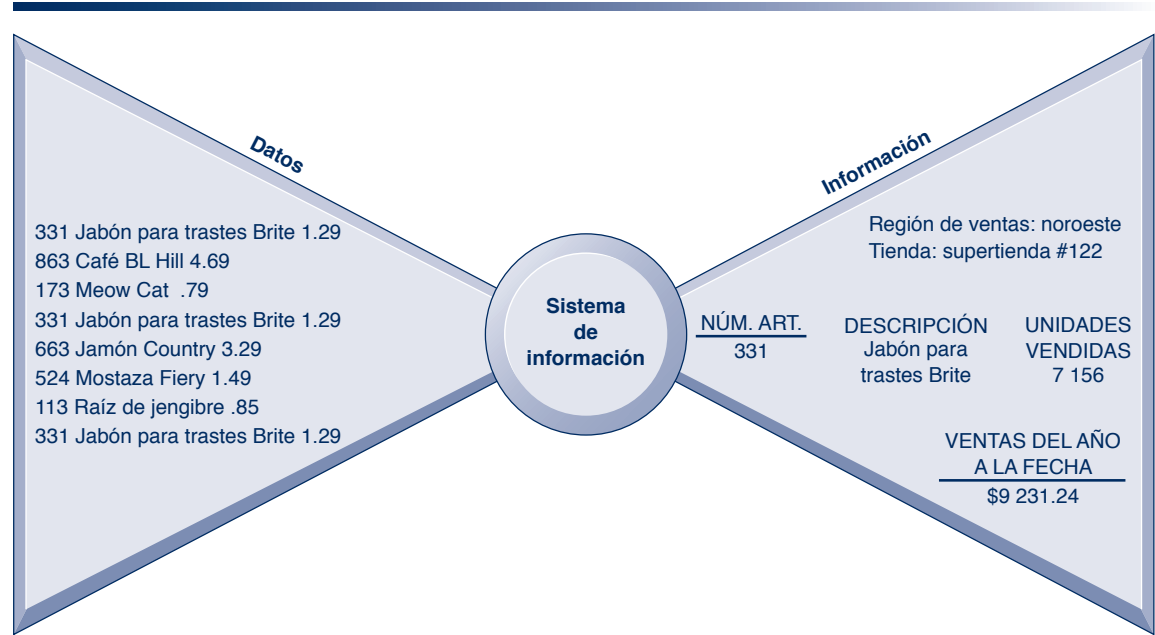 Datos
331 Jabón para trastes Brite 1.29
863 Café BL Hill 4.69
173 Meow Cat .79
331 Jabón para trastes Brite 1.29
663 Jamón Country 3.29
524 Mostaza Fiery 1.49
113 Raíz de jengibre .85
331 Jabón para trastes Brite 1.29
Sistema
de
información
Información
Región de ventas: noroeste
Tienda: supertienda #122
NÚM. ART.
331
DESCRIPCIÓN
Jabón para
trastes Brite
UNIDADES
VENDIDAS
7 156
VENTAS DEL AÑO
A LA FECHA
$9 231.24